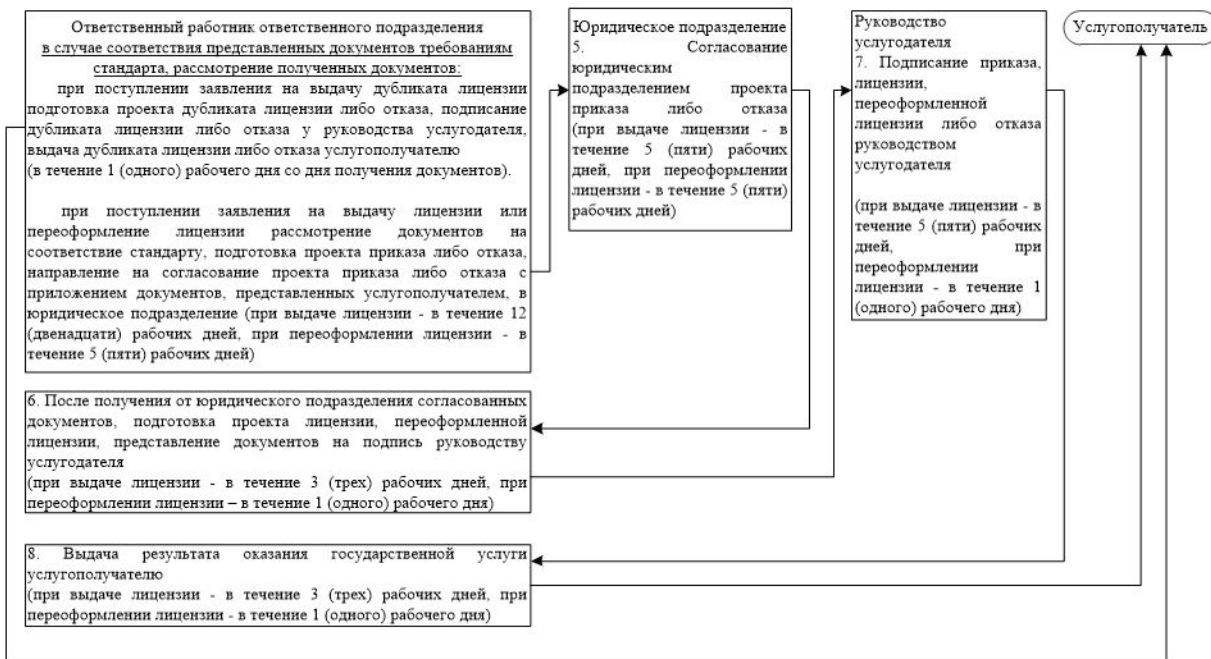 Ответственный работник ответственного подразделения
в случае соответствия представленных документов требованиям
стандарта, рассмотрение полученных документов:
при поступлении заявления на выдачу дубликата лицензии
подготовка проекта дубликата лицензии либо отказа, подписание
дубликата лицензии либо отказа у руководства услугодателя,
выдача дубликата лицензии либо отказа услугополучателю
(в течение 1 (одного) рабочего дня со дня получения документов).
при поступлении заявления на выдачу лицензии или
переоформление лицензии рассмотрение документов на
соответствие стандарту, подготовка проекта приказа либо отказа,
направление на согласование проекта приказа либо отказа с
приложением документов, представленных услугополучателем, в
юридическое подразделение (при выдаче лицензии - в течение 12
(двенадцати) рабочих дней, при переоформлении лицензии - в
течение 5 (пяти) рабочих дней)
Юридическое подразделение
5. Согласование
юридическим
подразделением проекта
приказа либо отказа
(при выдаче лицензии - в
течение 5 (пяти) рабочих
дней, при переоформлении
лицензии - в течение 5 (пяти)
рабочих дней)
Руководство
услугодателя
7. Подписание приказа,
лицензии,
переоформленной
лицензии либо отказа
руководством
услугодателя
(при выдаче лицензии - в
течение 5 (пяти) рабочих
дней, при
переоформлении
лицензии - в течение 1
(одного) рабочего дня)
Услугополучатель
6. После получения от юридического подразделения согласованных
документов, подготовка проекта лицензии, переоформленной
лицензии, представление документов на подпись руководству
услугодателя
(при выдаче лицензии - в течение 3 (трех) рабочих дней, при
переоформлении лицензии – в течение 1 (одного) рабочего дня)
8. Выдача результата оказания государственной услуги
услугополучателю
(при выдаче лицензии - в течение 3 (трех) рабочих дней, при
переоформлении лицензии - в течение 1 (одного) рабочего дня)